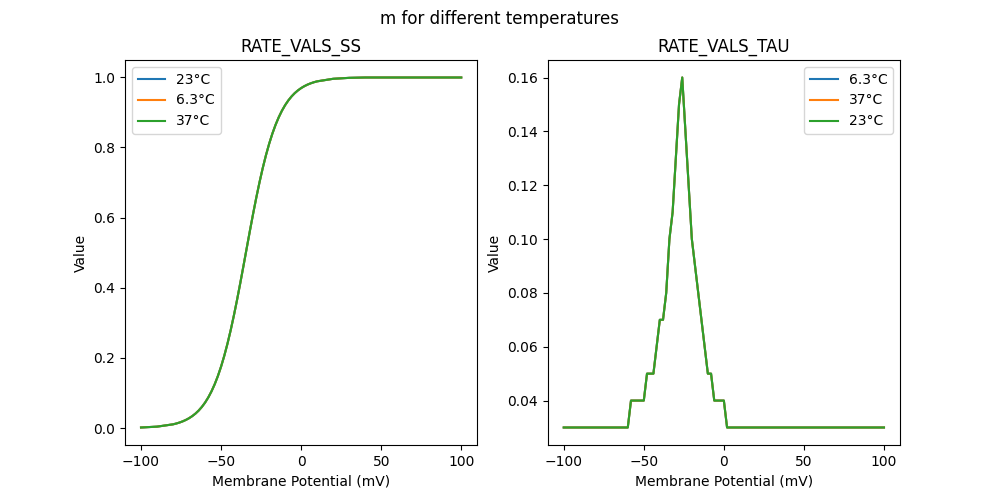 m for different temperatures
RATE_VALS_SS
1.0
0.8
0.6
0.4
0.2
0.0
Value
23°C
6.3°C
37°C
−100
−50
0
50
100
Membrane Potential (mV)
RATE_VALS_TAU
0.16
0.14
0.12
0.10
0.08
0.06
0.04
Value
6.3°C
37°C
23°C
−100
−50
0
50
100
Membrane Potential (mV)